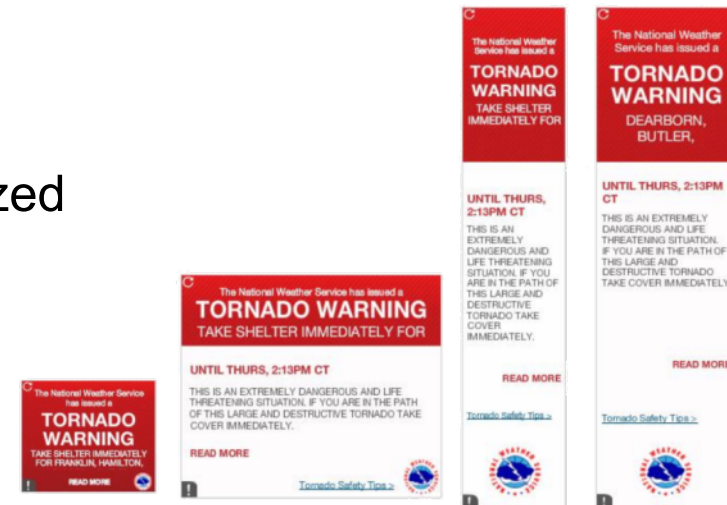 zed
The National Weather Service
has issued a
TORNADO
WARNING
TAKE SHELTER IMMEDIATELY
FOR FRANKLIN, HAMILTON,
READ MORE
The National Weather Service has issued a
TORNADO WARNING
TAKE SHELTER IMMEDIATELY FOR
UNTIL THURS, 2:13PM CT
THIS IS AN EXTREMELY DANGEROUS AND LIFE
THREATENING SITUATION. IF YOU ARE IN THE PATH
OF THIS LARGE AND DESTRUCTIVE TORNADO TAKE
COVER IMMEDIATELY.
READ MORE
Tornado Safety Tips >
The National Weather
Service has issued a
TORNADO
WARNING
TAKE SHELTER
IMMEDIATELY FOR
UNTIL THURS,
2:13PM CT
THIS IS AN
EXTREMELY
DANGEROUS AND
LIFE THREATENING
SITUATION. IF YOU
ARE IN THE PATH OF
THIS LARGE AND
DESTRUCTIVE
TORNADO TAKE
COVER
IMMEDIATELY.
READ MORE
Tornado Safety Tips >
The National Weather
Service has issued a
TORNADO
WARNING
DEARBORN,
BUTLER,
UNTIL THURS, 2:13PM
CT
THIS IS AN EXTREMELY
DANGEROUS AND LIFE
THREATENING SITUATION.
IF YOU ARE IN THE PATH OF
THIS LARGE AND
DESTRUCTIVE TORNADO
TAKE COVER IMMEDIATELY
READ MORE
Tornado Safety Tips >